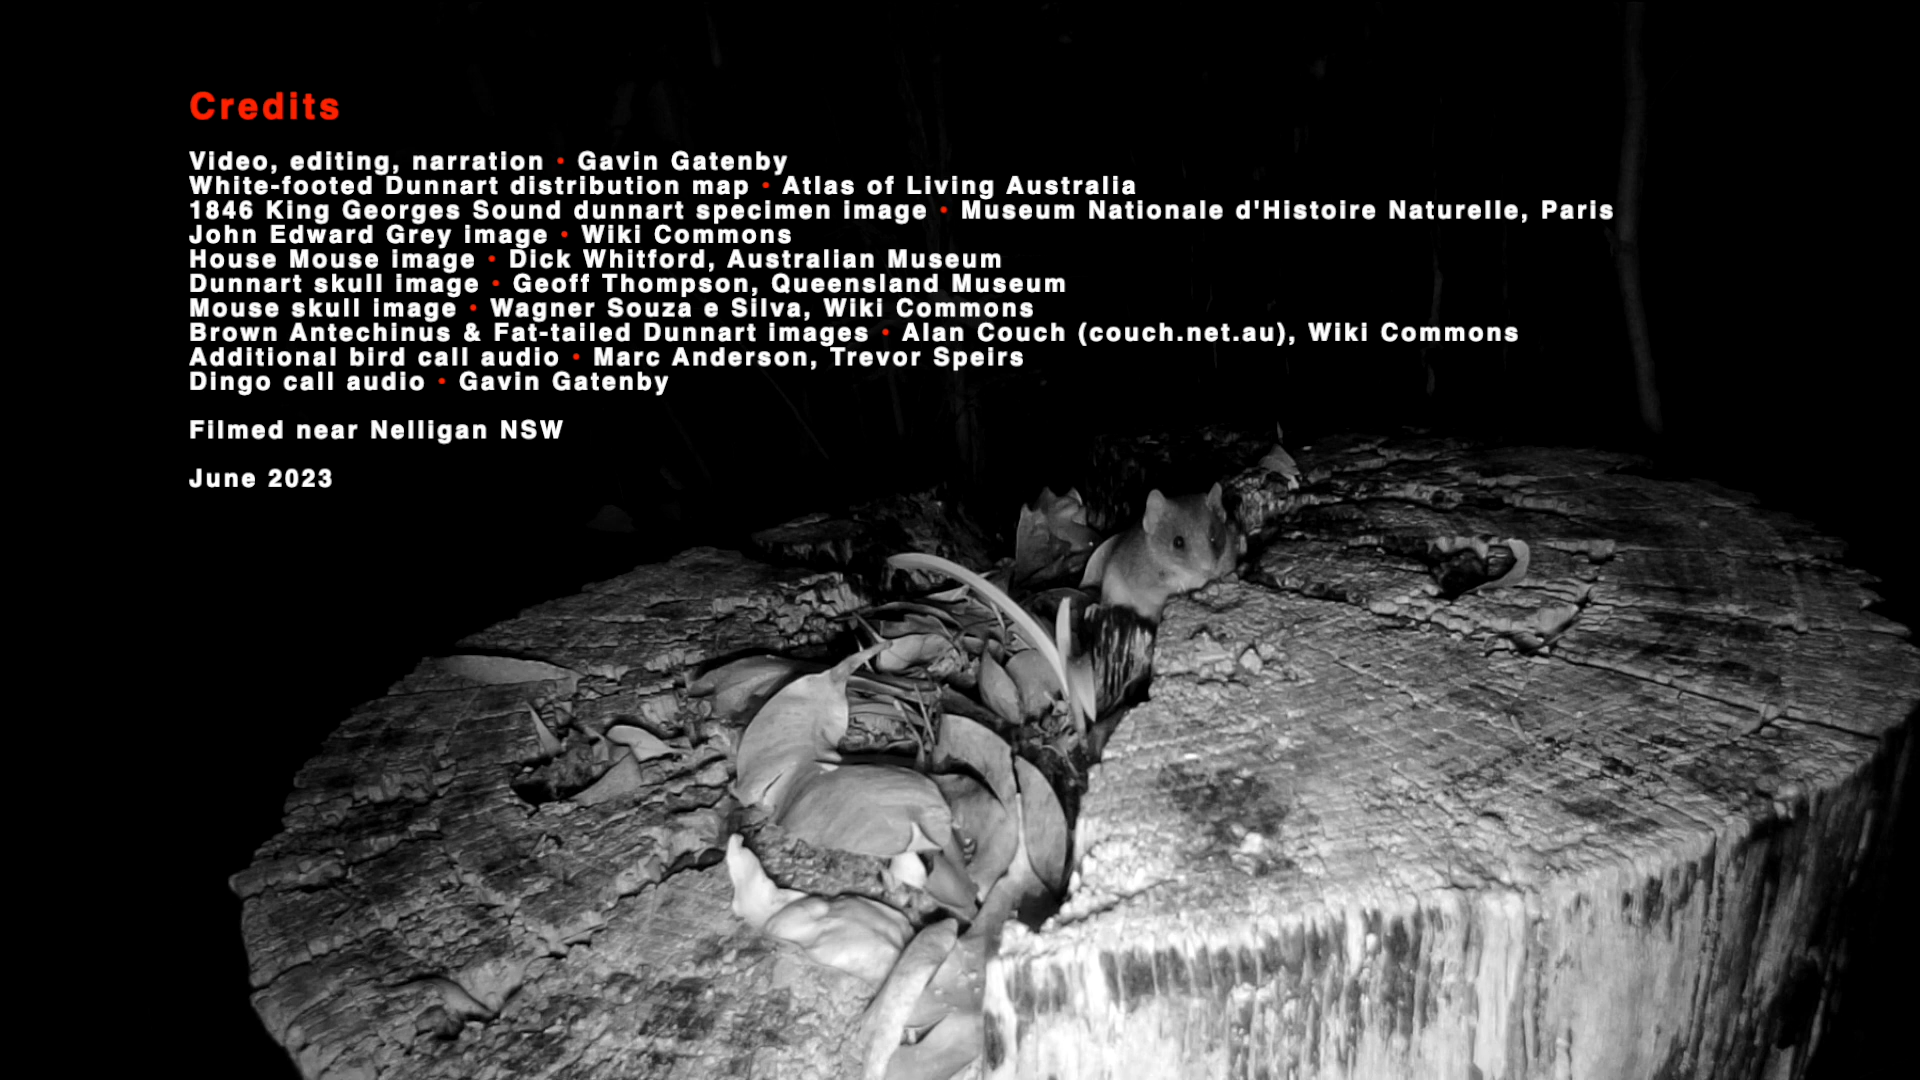 Credits
Video, editing, narration • Gavin Gatenby
White-footed Dunnart distribution map • Atlas of Living Australia
1846 King Georges Sound dunnart specimen image • Museum Nationale d'Histoire Naturelle, Paris
John Edward Grey image • Wiki Commons
House Mouse image • Dick Whitford, Australian Museum
Dunnart skull image • Geoff Thompson, Queensland Museum
Mouse skull image • Wagner Souza e Silva, Wiki Commons
Brown Antechinus & Fat-tailed Dunnart images • Alan Couch (couch.net.au), Wiki Commons
Additional bird call audio • Marc Anderson, Trevor Speirs
Dingo call audio • Gavin Gatenby
Filmed near Nelligan NSW
June 2023